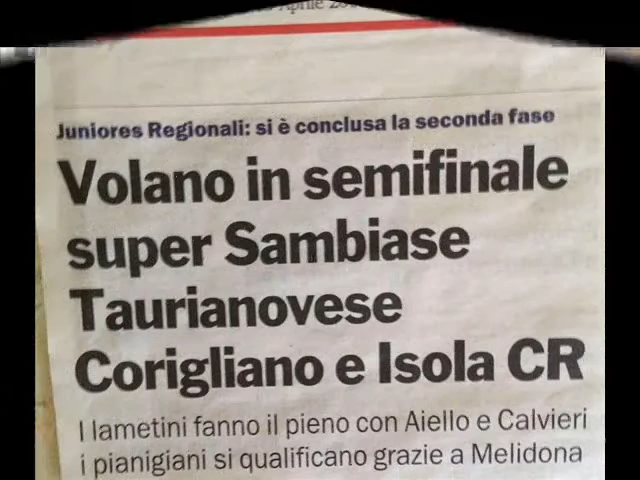 Aprile
Juniores Regionali: si è conclusa la seconda fase
Volano in semifinale
super Sambiase
Taurianovese
Corigliano e Isola CR
I lametini fanno il pieno con Aiello e Calvieri
i pianigiani si qualificano grazie a Melidona